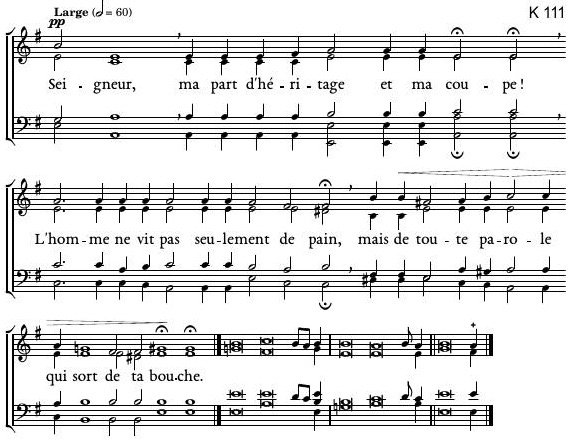 Large (𝅗𝅥 = 60) K 111
pp
Sei - gneur, ma part d'hé - ri - tage et ma cou - pe!
L'hom - me ne vit pas seu - lement de pain, mais de tou - te pa - ro - le
qui sort de ta bou - che.